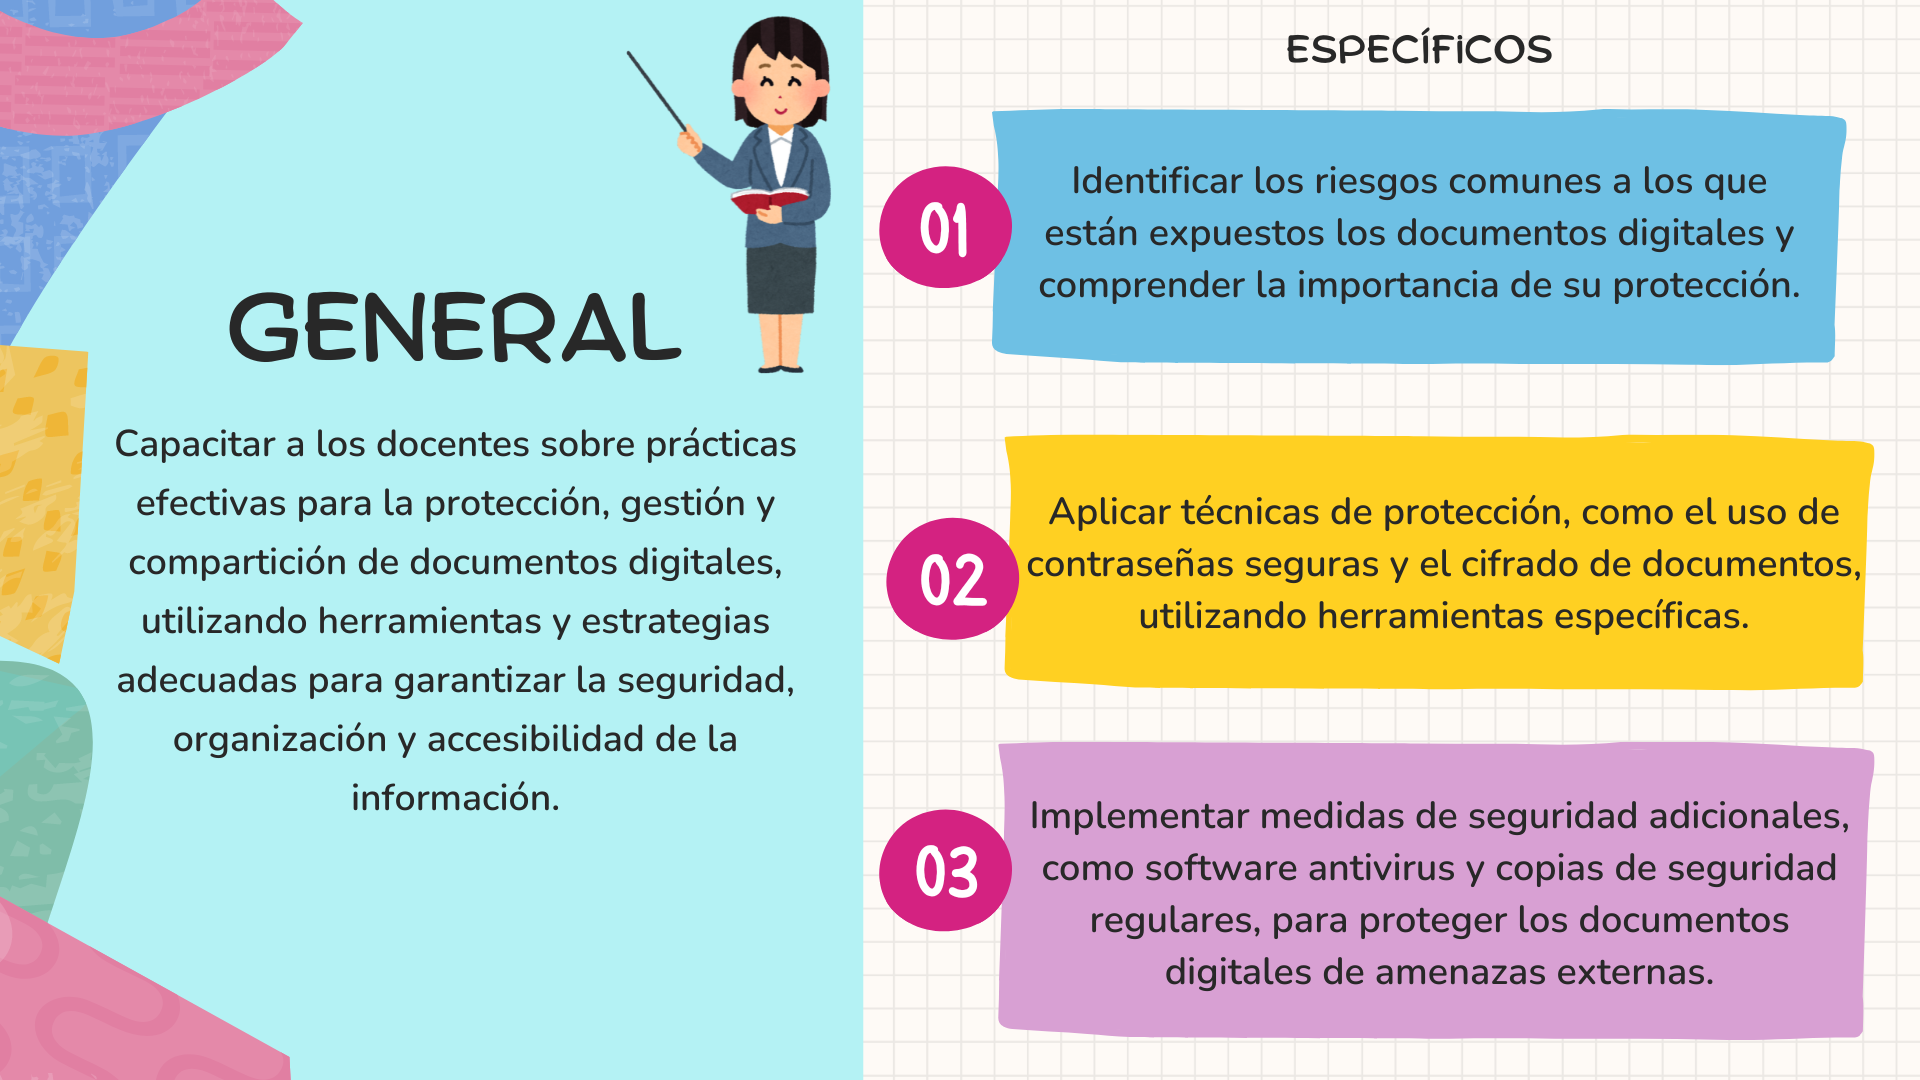 GENERAL
Capacitar a los docentes sobre prácticas
efectivas para la protección, gestión y
compartición de documentos digitales,
utilizando herramientas y estrategias
adecuadas para garantizar la seguridad,
organización y accesibilidad de la
información.
ESPECÍFICOS
01
Identificar los riesgos comunes a los que
están expuestos los documentos digitales y
comprender la importancia de su protección.
02
Aplicar técnicas de protección, como el uso de
contraseñas seguras y el cifrado de documentos,
utilizando herramientas específicas.
03
Implementar medidas de seguridad adicionales,
como software antivirus y copias de seguridad
regulares, para proteger los documentos
digitales de amenazas externas.